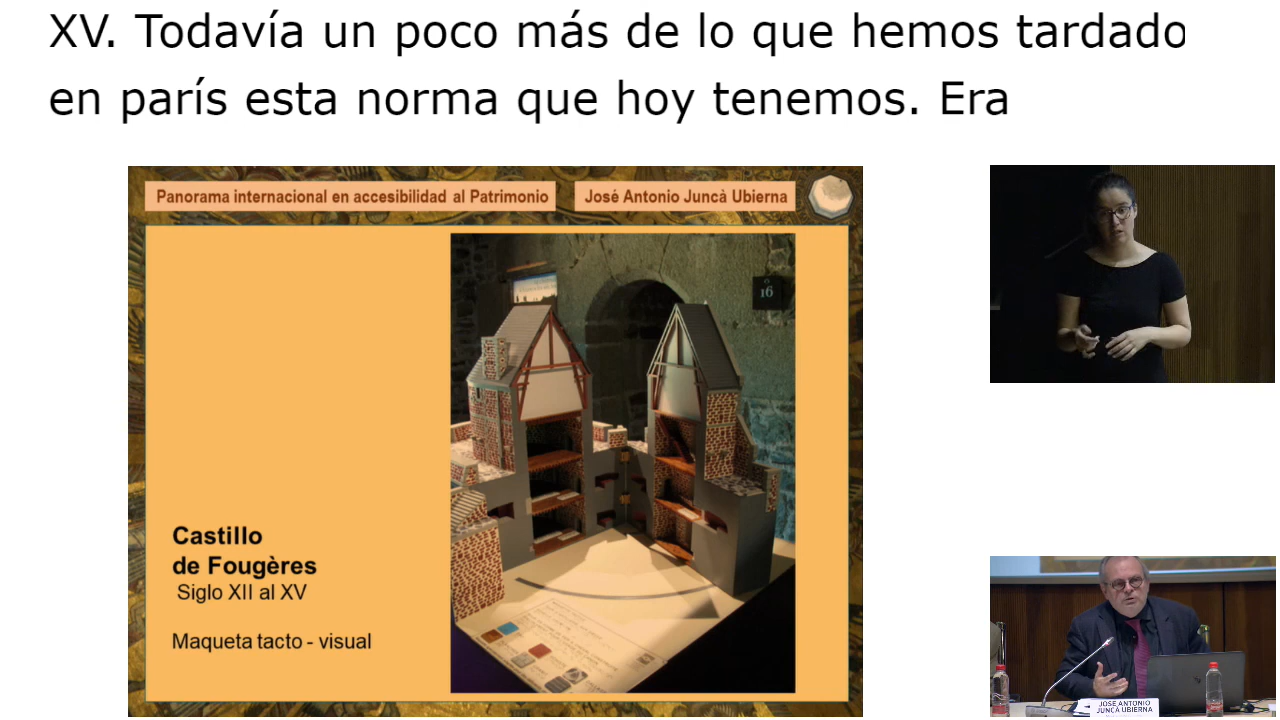 XV. Todavía un poco más de lo que hemos tardado
en parís esta norma que hoy tenemos. Era
Panorama internacional en accesibilidad al Patrimonio
José Antonio Juncà Ubierna
16
Castillo
de Fougères
Siglo XII al XV
Maqueta tacto - visual
JOSE ANTONIO
JUNCÀ UBIERNA